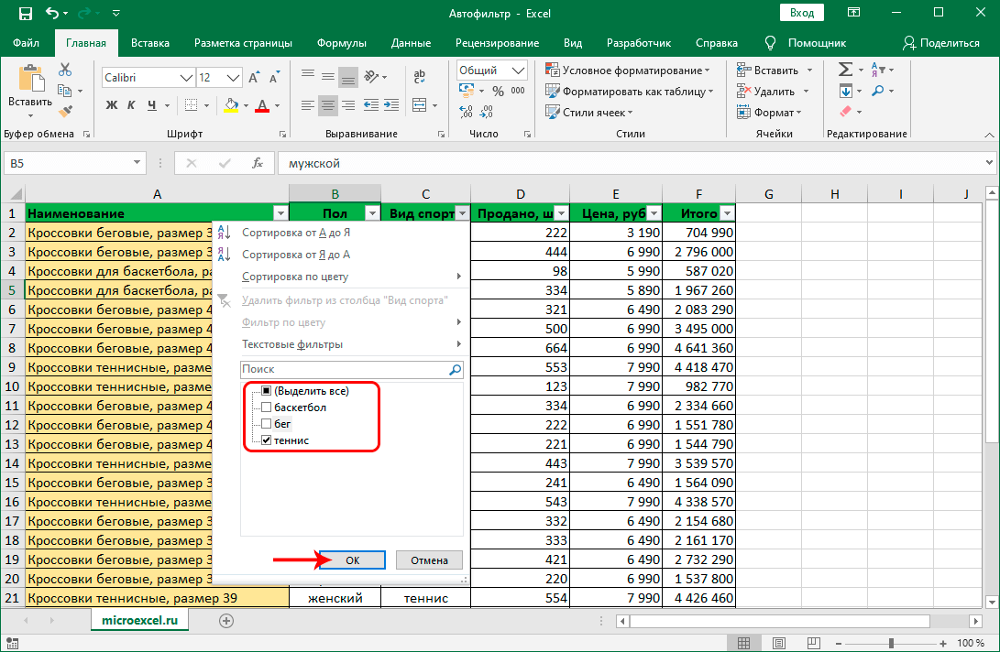 Автофильтр - Excel
Вход
Файл Главная Вставка Разметка страницы Формулы Данные Рецензирование Вид Разработчик Справка Помощник Поделиться
Вставить
Буфер обмена
Calibri 12
Ж К Ч
Шрифт
Выравнивание
Общий
% 000
Число
Условное форматирование
Форматировать как таблицу
Стили ячеек
Стили
Вставить
Удалить
Формат
Ячейки
Редактирование
B5 fx мужской
A B C D E F G H I J
1 Наименование Пол Вид спорт Продано, ш Цена, руб Итого
2 Кроссовки беговые, размер 3 222 3 190 704 990
3 Кроссовки беговые, размер 3 444 6 990 2 796 000
4 Кроссовки для баскетбола, ра 98 5 990 587 020
5 Кроссовки для баскетбола, ра 334 5 890 1 967 260
6 Кроссовки беговые, размер 4 321 6 490 2 083 290
7 Кроссовки беговые, размер 4 500 6 990 3 495 000
8 Кроссовки беговые, размер 4 664 6 990 4 641 360
9 Кроссовки теннисные, разме 553 7 990 4 418 470
10 Кроссовки теннисные, разме 123 7 990 982 770
11 Кроссовки беговые, размер 4 334 6 990 2 334 660
12 Кроссовки беговые, размер 4 222 6 990 1 551 780
13 Кроссовки беговые, размер 4 221 6 990 1 544 790
14 Кроссовки теннисные, разме 443 7 990 3 539 570
15 Кроссовки беговые, размер 3 241 6 490 1 564 090
16 Кроссовки теннисные, разме 543 7 990 4 338 570
17 Кроссовки беговые, размер 3 332 6 490 2 154 680
18 Кроссовки беговые, размер 3 333 6 490 2 161 170
19 Кроссовки беговые, размер 3 421 6 490 2 732 290
20 Кроссовки беговые, размер 3 220 6 990 1 537 800
21 Кроссовки теннисные, размер 39 женский теннис 554 7 990 4 426 460
Сортировка от А до Я
Сортировка от Я до А
Сортировка по цвету
Удалить фильтр из столбца "Вид спорта"
Фильтр по цвету
Текстовые фильтры
Поиск
(Выделить все)
баскетбол
бег
теннис
ОК Отмена
microexcel.ru
100 %